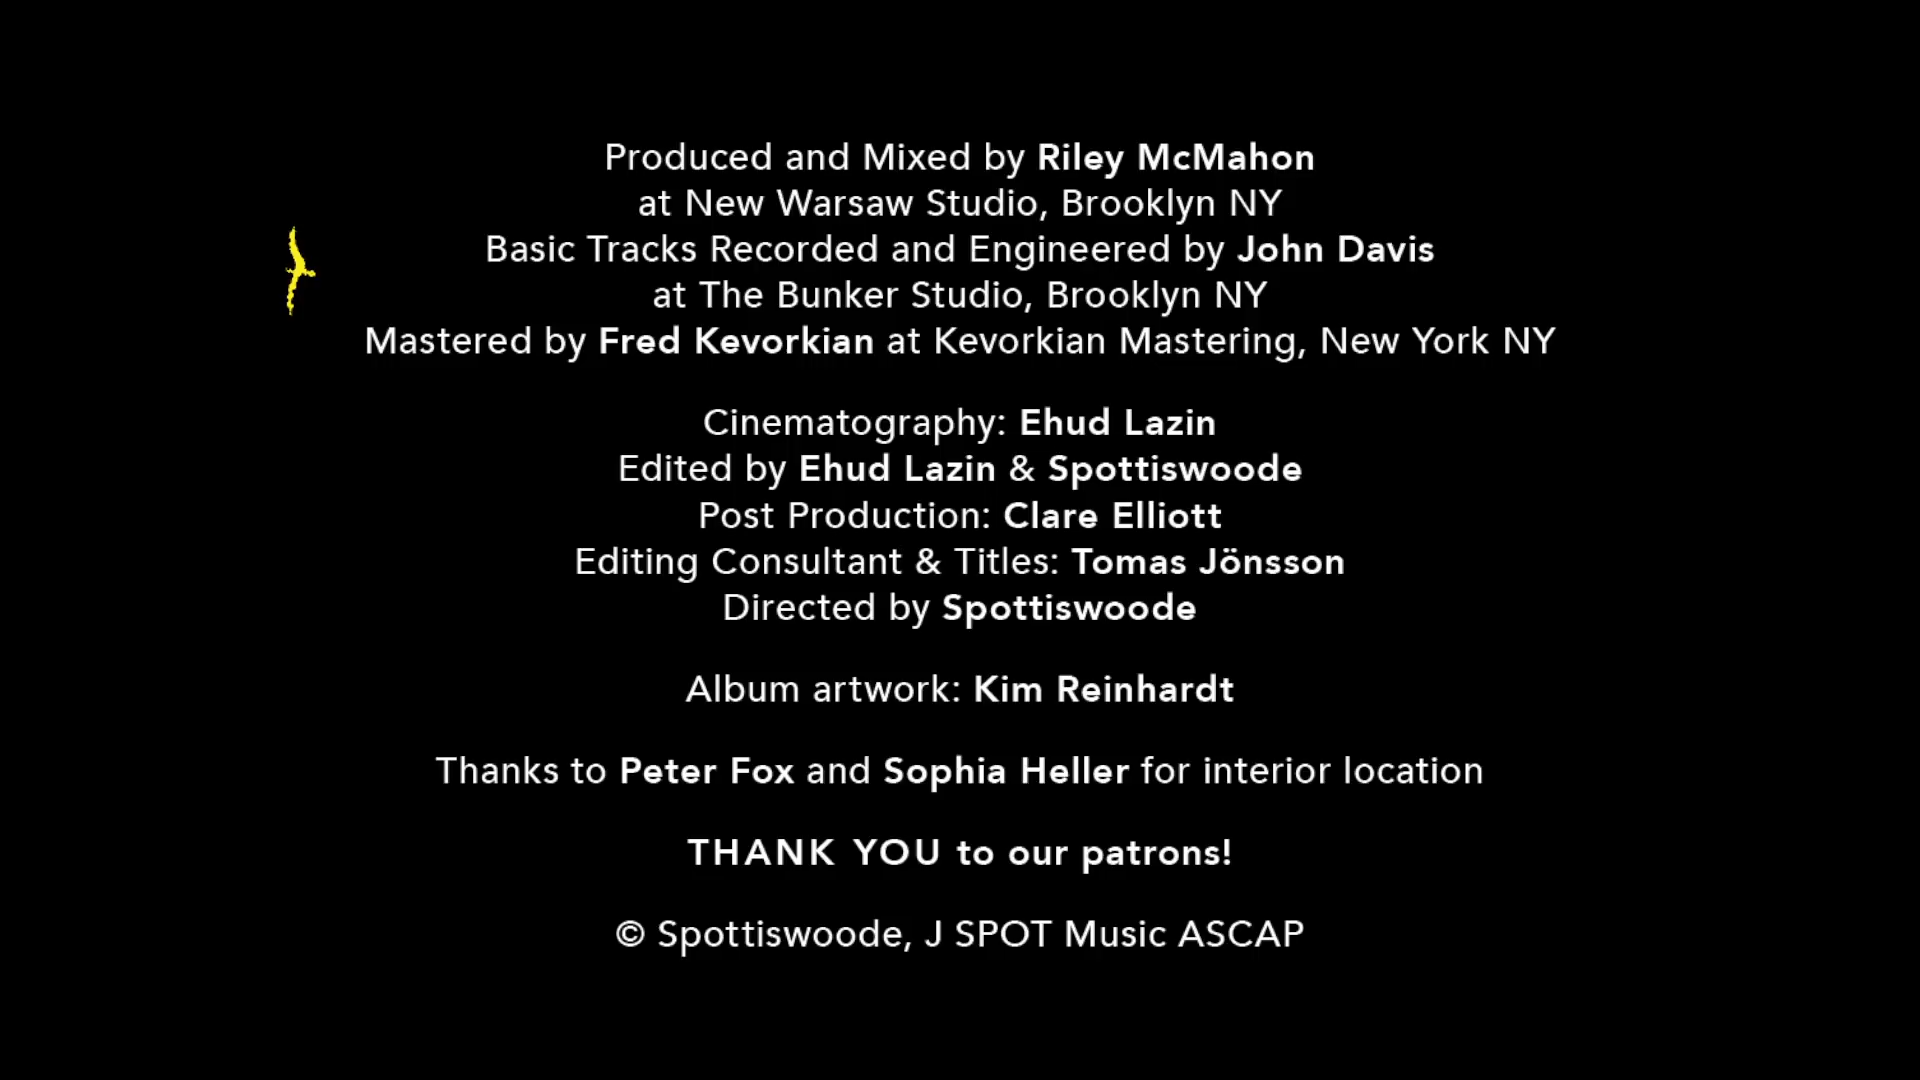 Produced and Mixed by Riley McMahon
at New Warsaw Studio, Brooklyn NY
Basic Tracks Recorded and Engineered by John Davis
at The Bunker Studio, Brooklyn NY
Mastered by Fred Kevorkian at Kevorkian Mastering, New York NY
Cinematography: Ehud Lazin
Edited by Ehud Lazin & Spottiswoode
Post Production: Clare Elliott
Editing Consultant & Titles: Tomas Jönsson
Directed by Spottiswoode
Album artwork: Kim Reinhardt
Thanks to Peter Fox and Sophia Heller for interior location
THANK YOU to our patrons!
© Spottiswoode, J SPOT Music ASCAP